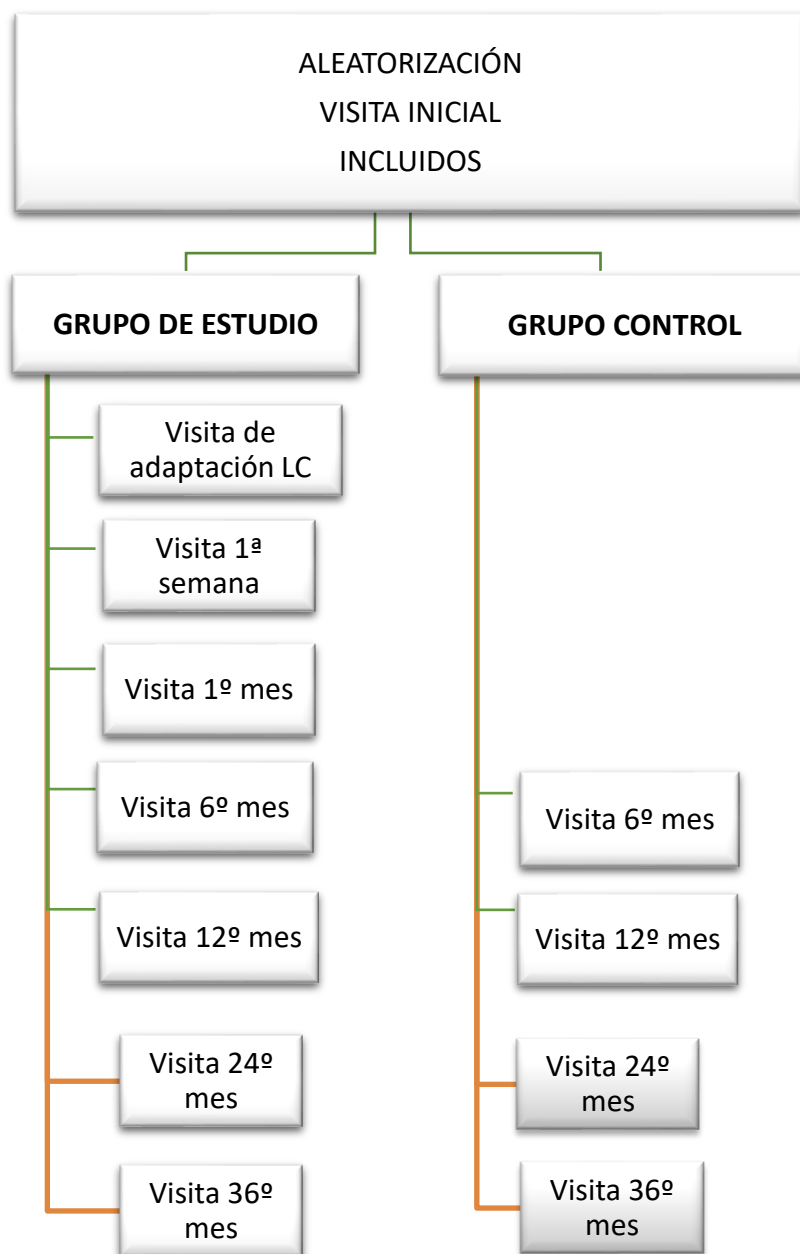 ALEATORIZACIÓN
VISITA INICIAL
INCLUIDOS
GRUPO DE ESTUDIO
Visita de
adaptación LC
Visita 1ª
semana
Visita 1º mes
Visita 6º mes
Visita 12º mes
Visita 24º
mes
Visita 36º
mes
GRUPO CONTROL
Visita 6º mes
Visita 12º mes
Visita 24º
mes
Visita 36º
mes